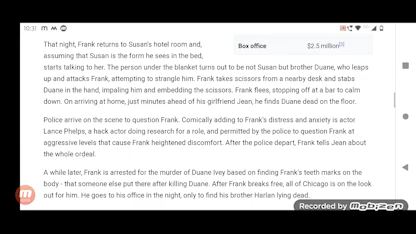 10:31
Box office $2.5 million[5]
That night, Frank returns to Susan's hotel room and,
assuming that Susan is the form he sees in the bed,
starts talking to her. The person under the blanket turns out to be not Susan but brother Duane, who leaps
up and attacks Frank, attempting to strangle him. Frank takes scissors from a nearby desk and stabs
Duane in the hand, impaling him and embedding the scissors. Frank flees, stopping off at a bar to calm
down. On arriving at home, just minutes ahead of his girlfriend Jean, he finds Duane dead on the floor.
Police arrive on the scene to question Frank. Comically adding to Frank's distress and anxiety is actor
Lance Phelps, a hack actor doing research for a role, and permitted by the police to question Frank at
aggressive levels that cause Frank heightened discomfort. After the police depart, Frank tells Jean about
the whole ordeal.
A while later, Frank is arrested for the murder of Duane Ivey based on finding Frank's teeth marks on the
body - that someone else put there after killing Duane. After Frank breaks free, all of Chicago is on the look
out for him. He goes to his office in the night, only to find his brother Harlan lying dead.
Recorded by Mobizen